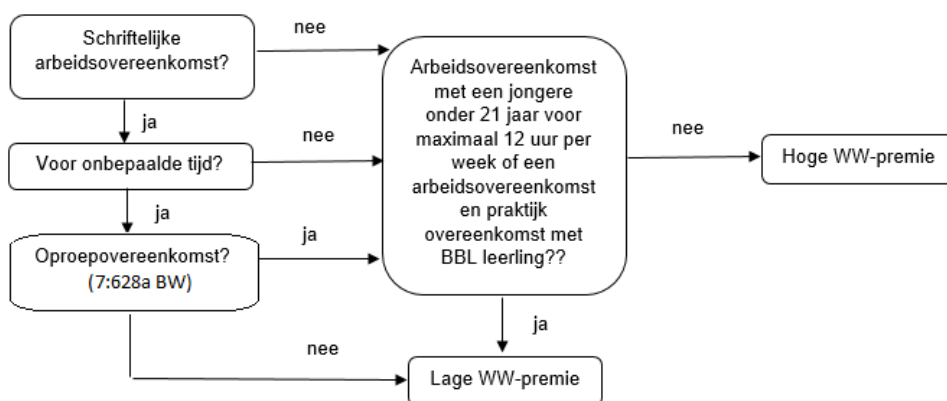 Schriftelijke
arbeidsovereenkomst?
nee
ja
Voor onbepaalde tijd?
nee
ja
Oproepovereenkomst?
(7:628a BW)
ja
nee
Arbeidsovereenkomst
met een jongere
onder 21 jaar voor
maximaal 12 uur per
week of een
arbeidsovereenkomst
en praktijk
overeenkomst met
BBL leerling??
nee
Hoge WW-premie
ja
Lage WW-premie